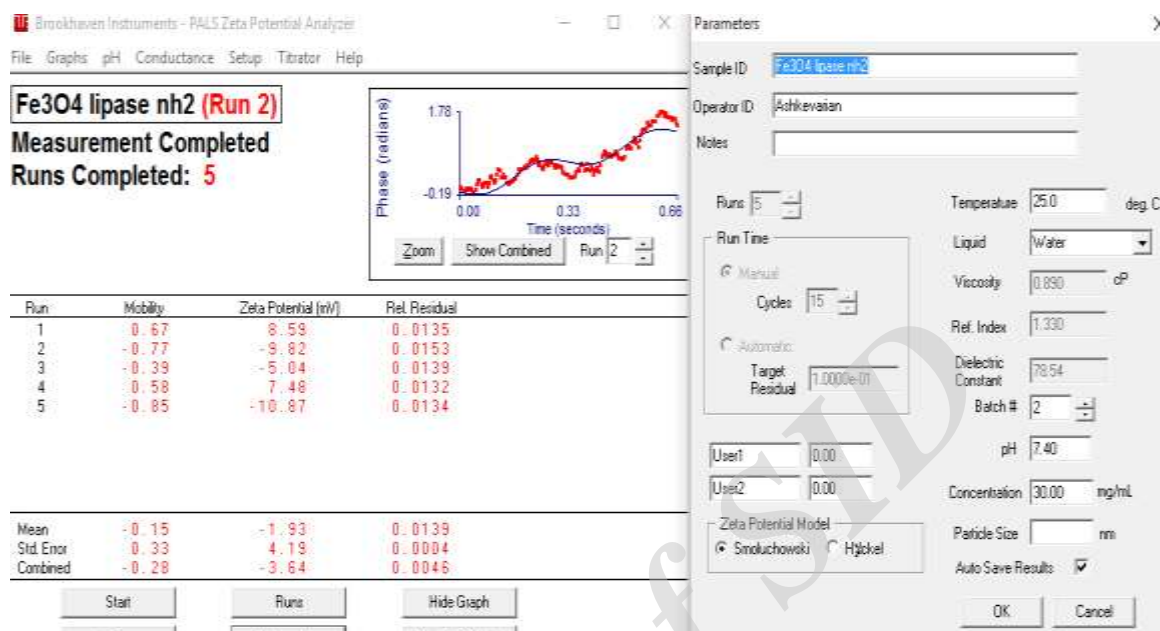 Brookhaven Instruments - PALS Zeta Potential Analyzer
File Graphs pH Conductance Setup Titrator Help
Fe3O4 lipase nh2 (Run 2)
Measurement Completed
Runs Completed: 5
Phase (radians)
1.78
-0.19
0.00 0.33 0.66
Time (seconds)
Zoom Show Combined Run 2
Run Mobility Zeta Potential (mV) Rel. Residual
1 0.67 8.59 0.0135
2 -0.77 -9.82 0.0153
3 -0.39 -5.04 0.0139
4 0.58 7.48 0.0132
5 -0.85 -10.87 0.0134
Mean -0.15 -1.93 0.0139
Std. Error 0.33 4.19 0.0004
Combined -0.28 -3.64 0.0046
Start Runs Hide Graph
Parameters
Sample ID Fe3O4 lipase nh2
Operator ID Ashkevarian
Notes
Runs 5
Run Time
Manual
Cycles 15
Automatic
Target Residual 1.0000e-01
User1 0.00
User2 0.00
Zeta Potential Model
Smoluchowski Hückel
Temperature 25.0 deg. C
Liquid Water
Viscosity 0.890 cP
Ref. Index 1.330
Dielectric Constant 78.54
Batch # 2
pH 7.40
Concentration 30.00 mg/mL
Particle Size nm
Auto Save Results
OK Cancel
of SID